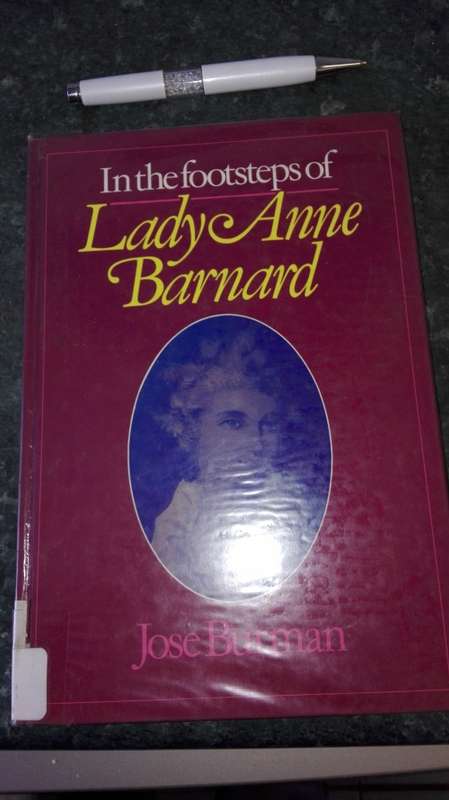 In the footsteps of
Lady Anne
Barnard
Jose Burman